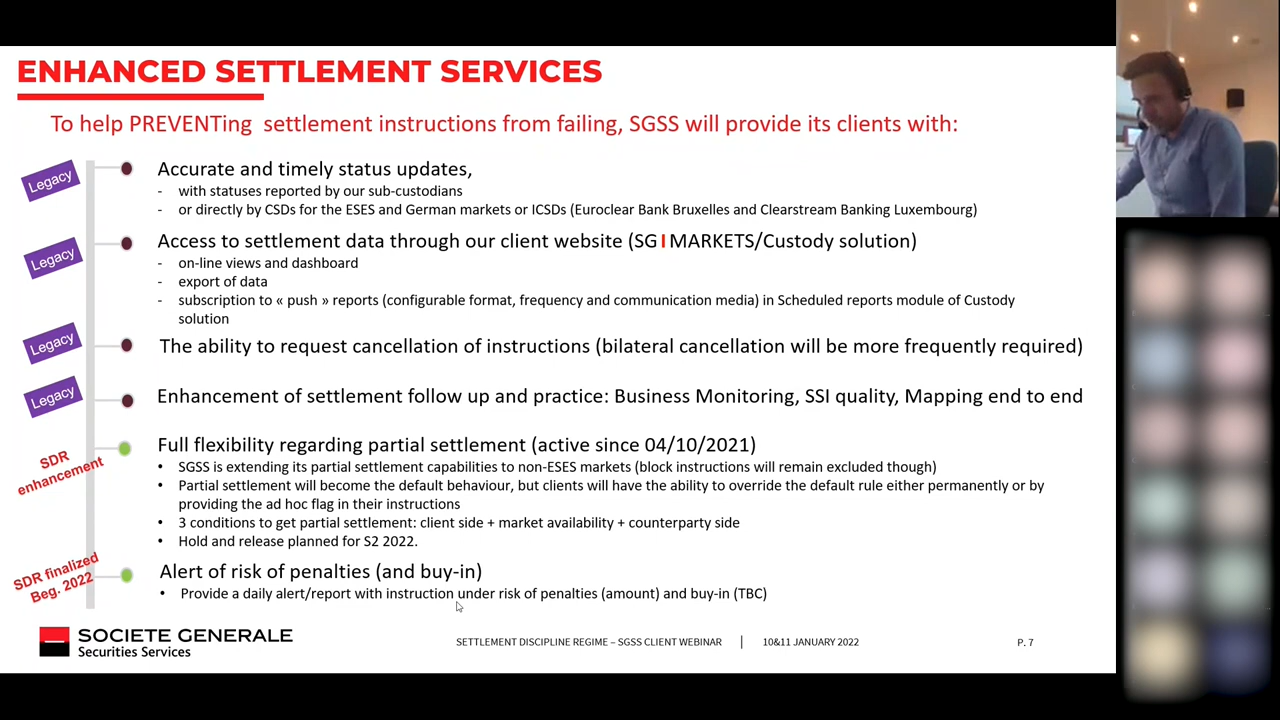 ENHANCED SETTLEMENT SERVICES
To help PREVENTing settlement instructions from failing, SGSS will provide its clients with:
Legacy
Accurate and timely status updates,
- with statuses reported by our sub-custodians
- or directly by CSDs for the ESES and German markets or ICSDs (Euroclear Bank Bruxelles and Clearstream Banking Luxembourg)
Legacy
Access to settlement data through our client website (SG I MARKETS/Custody solution)
- on-line views and dashboard
- export of data
- subscription to « push » reports (configurable format, frequency and communication media) in Scheduled reports module of Custody
solution
Legacy
The ability to request cancellation of instructions (bilateral cancellation will be more frequently required)
Legacy
Enhancement of settlement follow up and practice: Business Monitoring, SSI quality, Mapping end to end
SDR
enhancement
Full flexibility regarding partial settlement (active since 04/10/2021)
• SGSS is extending its partial settlement capabilities to non-ESES markets (block instructions will remain excluded though)
• Partial settlement will become the default behaviour, but clients will have the ability to override the default rule either permanently or by
providing the ad hoc flag in their instructions
• 3 conditions to get partial settlement: client side + market availability + counterparty side
• Hold and release planned for S2 2022.
SDR finalized
Beg. 2022
Alert of risk of penalties (and buy-in)
• Provide a daily alert/report with instruction under risk of penalties (amount) and buy-in (TBC)
SOCIETE GENERALE
Securities Services
SETTLEMENT DISCIPLINE REGIME – SGSS CLIENT WEBINAR | 10&11 JANUARY 2022
P. 7